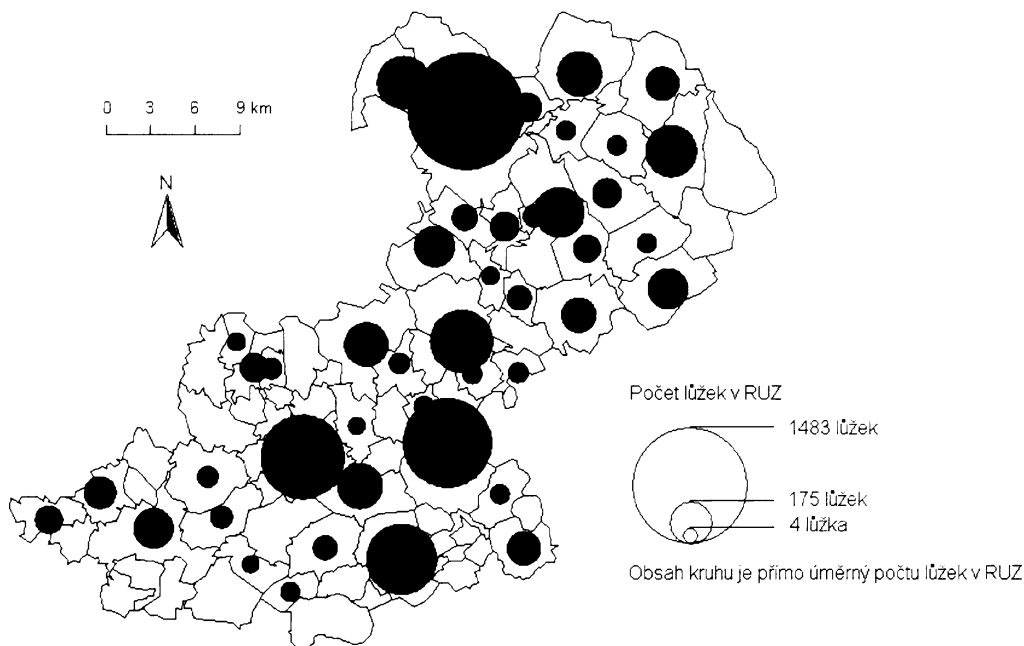 0 3 6 9 km
N
Počet lůžek v RUZ
1483 lůžek
175 lůžek
4 lůžka
Obsah kruhu je přímo úměrný počtu lůžek v RUZ